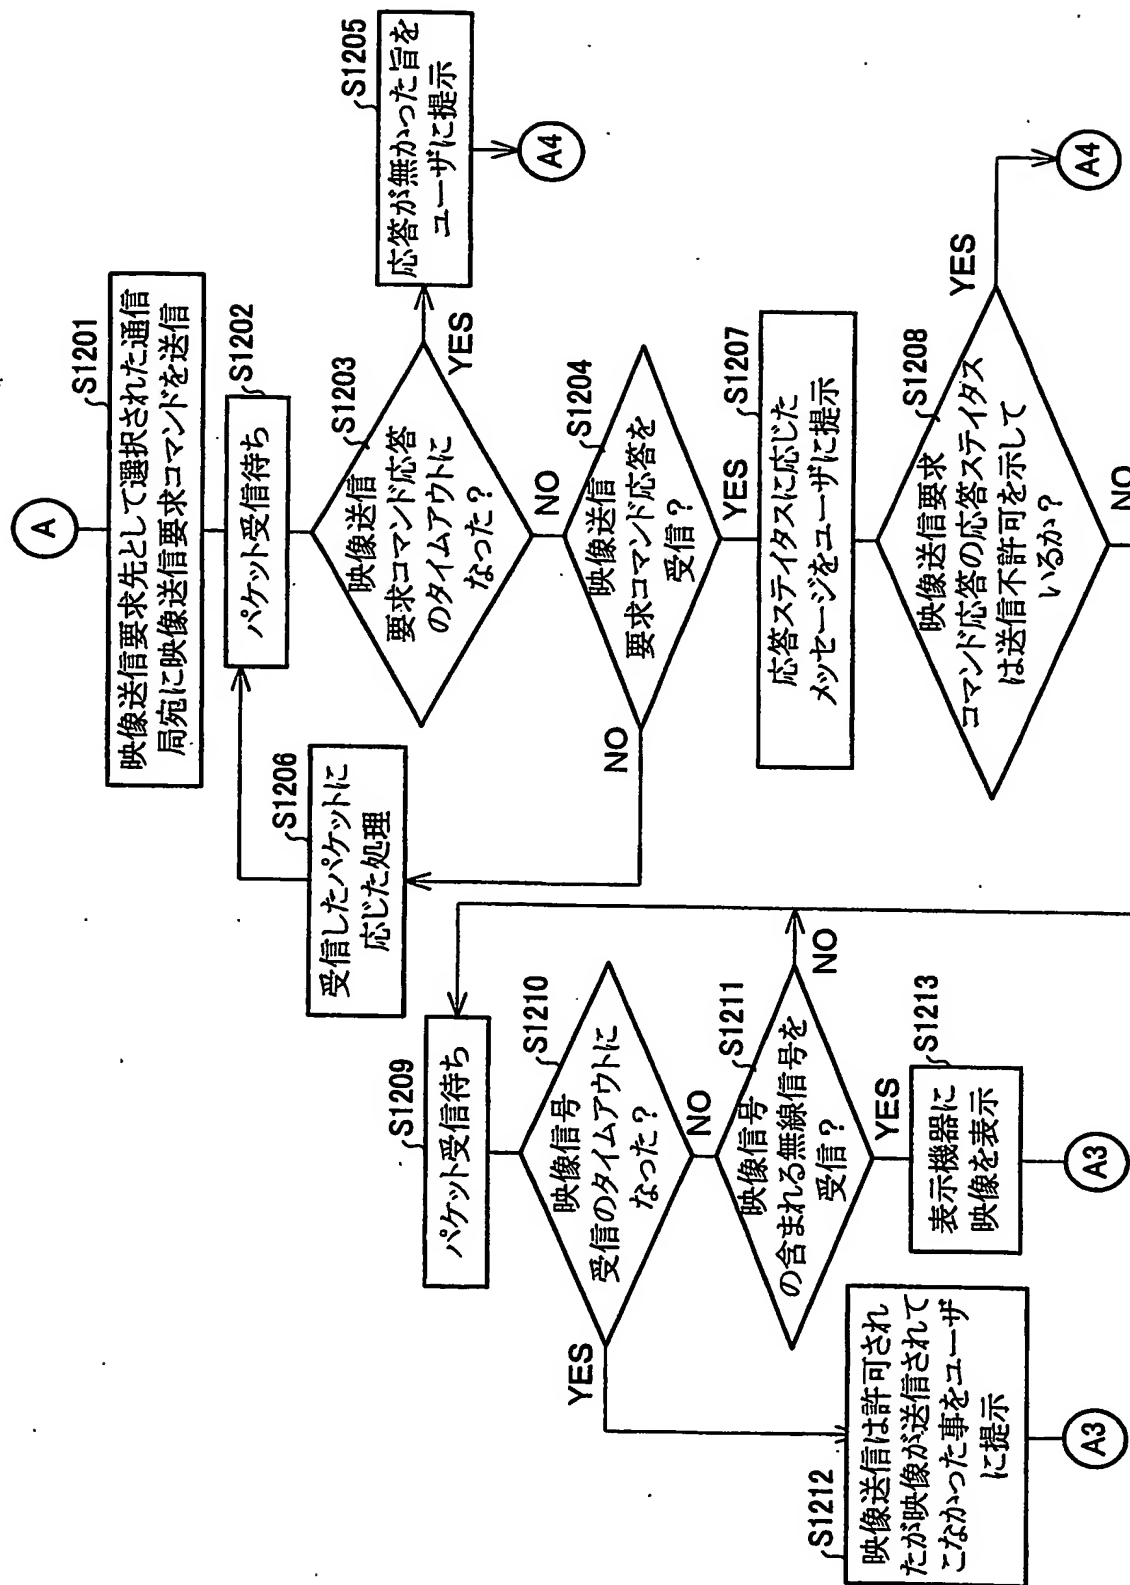 A
S1201
映像送信要求先として選択された通信
局宛に映像送信要求コマンドを送信
S1202
パケット受信待ち
S1203
映像送信
要求コマンド応答
のタイムアウトに
なった？
YES
S1205
応答が無かった旨を
ユーザに提示
A4
NO
S1204
映像送信
要求コマンド応答を
受信？
NO
S1206
受信したパケットに
応じた処理
YES
S1207
応答ステイタスに応じた
メッセージをユーザに提示
S1208
映像送信要求
コマンド応答の応答ステイタス
は送信不許可を示して
いるか？
YES
A4
NO
S1209
パケット受信待ち
S1210
映像信号
受信のタイムアウトに
なった？
YES
NO
S1211
映像信号
の含まれる無線信号を
受信？
NO
YES
S1213
表示機器に
映像を表示
A3
S1212
映像送信は許可され
たが映像が送信されて
こなかった事をユーザ
に提示
A3